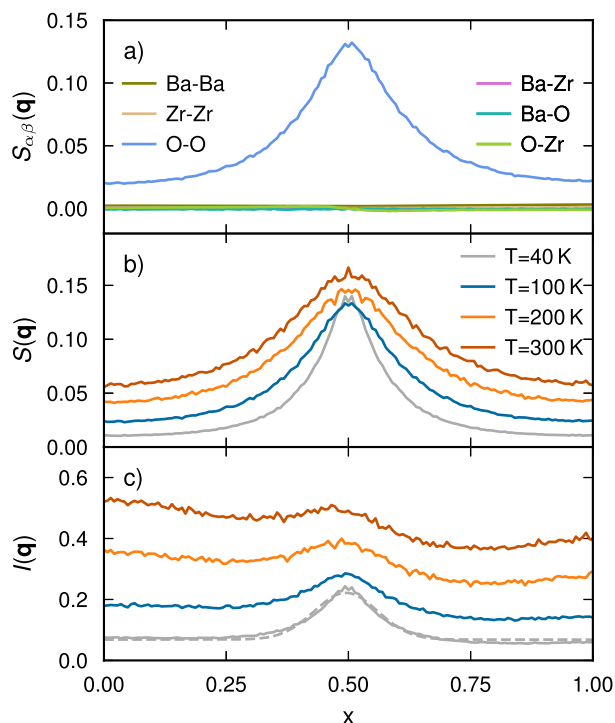 a)
Ba-Ba
Zr-Zr
O-O
Ba-Zr
Ba-O
O-Zr
0.15
0.10
0.05
0.00
Sαβ(q)
b)
T=40 K
T=100 K
T=200 K
T=300 K
0.15
0.10
0.05
0.00
S(q)
c)
0.6
0.4
0.2
0.0
I(q)
0.00 0.25 0.50 0.75 1.00
x